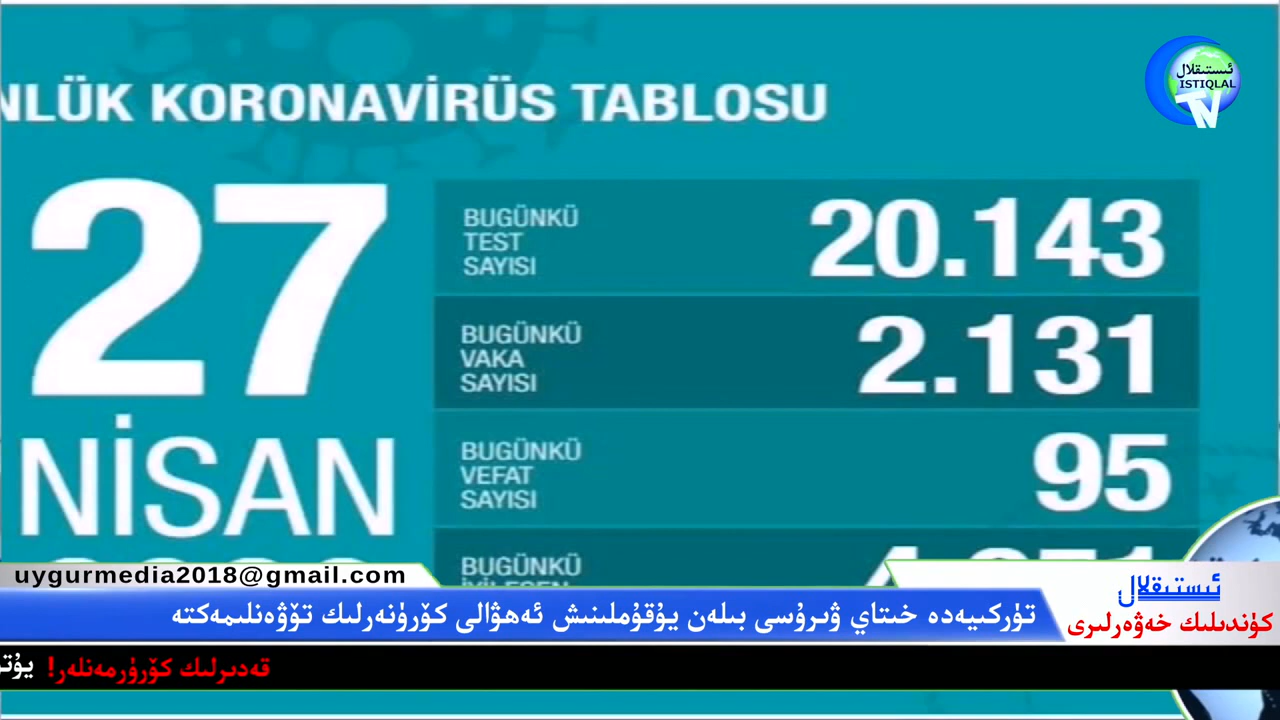 NLÜK KORONAVİRÜS TABLOSU
ئىستىقلال
ISTIQLAL
TV
27
NİSAN
BUGÜNKÜ
TEST
SAYISI
20.143
BUGÜNKÜ
VAKA
SAYISI
2.131
BUGÜNKÜ
VEFAT
SAYISI
95
BUGÜNKÜ
uygurmedia2018@gmail.com
ئىستىقلال
كۈندىلىك خەۋەرلىرى
تۈركىيەدە خىتاي ۋىرۇسى بىلەن يۇقۇملىنىش ئەھۋالى كۆرۈنەرلىك تۆۋەنلىمەكتە
قەدىرلىك كۆرۈرمەنلەر!